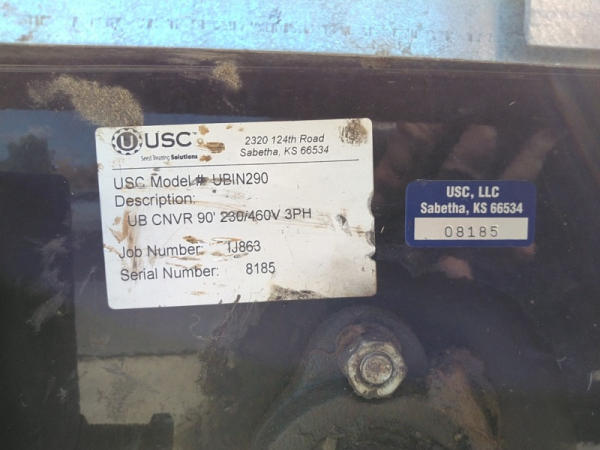 USC
Seed Treating Solutions
2320 124th Road
Sabetha, KS 66534
USC Model # UBIN290
Description:
UB CNVR 90' 230/460V 3PH
Job Number: IJ863
Serial Number: 8185
USC, LLC
Sabetha, KS 66534
08185